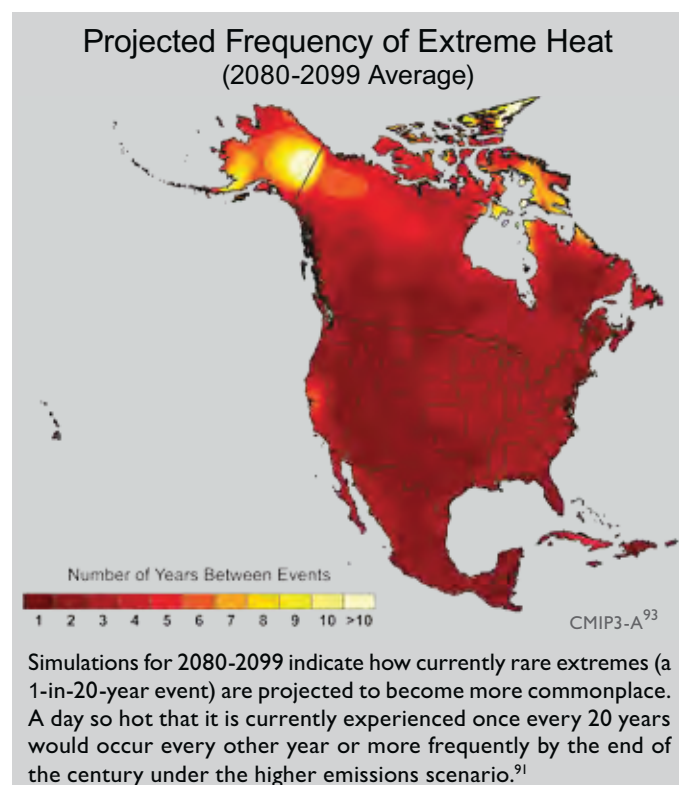 Projected Frequency of Extreme Heat
(2080-2099 Average)
Number of Years Between Events
1 2 3 4 5 6 7 8 9 10 >10
CMIP3-A93
Simulations for 2080-2099 indicate how currently rare extremes (a
1-in-20-year event) are projected to become more commonplace.
A day so hot that it is currently experienced once every 20 years
would occur every other year or more frequently by the end of
the century under the higher emissions scenario.91